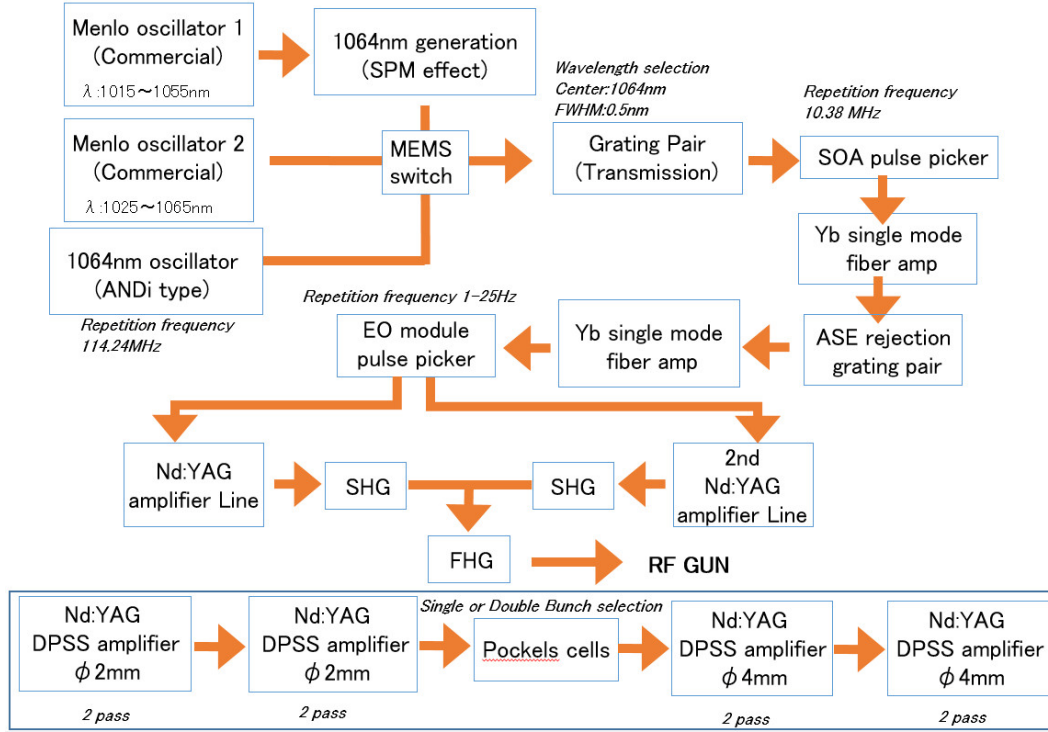 Menlo oscillator 1
(Commercial)
λ:1015～1055nm
1064nm generation
(SPM effect)
Wavelength selection
Center:1064nm
FWHM:0.5nm
Repetition frequency
10.38 MHz
Menlo oscillator 2
(Commercial)
λ:1025～1065nm
MEMS
switch
Grating Pair
(Transmission)
SOA pulse picker
1064nm oscillator
(ANDi type)
Repetition frequency
114.24MHz
Yb single mode
fiber amp
Repetition frequency 1-25Hz
EO module
pulse picker
Yb single mode
fiber amp
ASE rejection
grating pair
Nd:YAG
amplifier Line
SHG
SHG
2nd
Nd:YAG
amplifier Line
FHG
RF GUN
Nd:YAG
DPSS amplifier
φ2mm
2 pass
Nd:YAG
DPSS amplifier
φ2mm
2 pass
Single or Double Bunch selection
Pockels cells
Nd:YAG
DPSS amplifier
φ4mm
2 pass
Nd:YAG
DPSS amplifier
φ4mm
2 pass